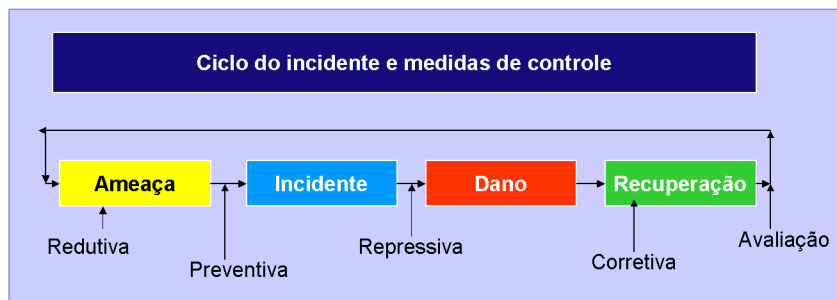 Ciclo do incidente e medidas de controle
Ameaça
Incidente
Dano
Recuperação
Redutiva
Preventiva
Repressiva
Corretiva
Avaliação